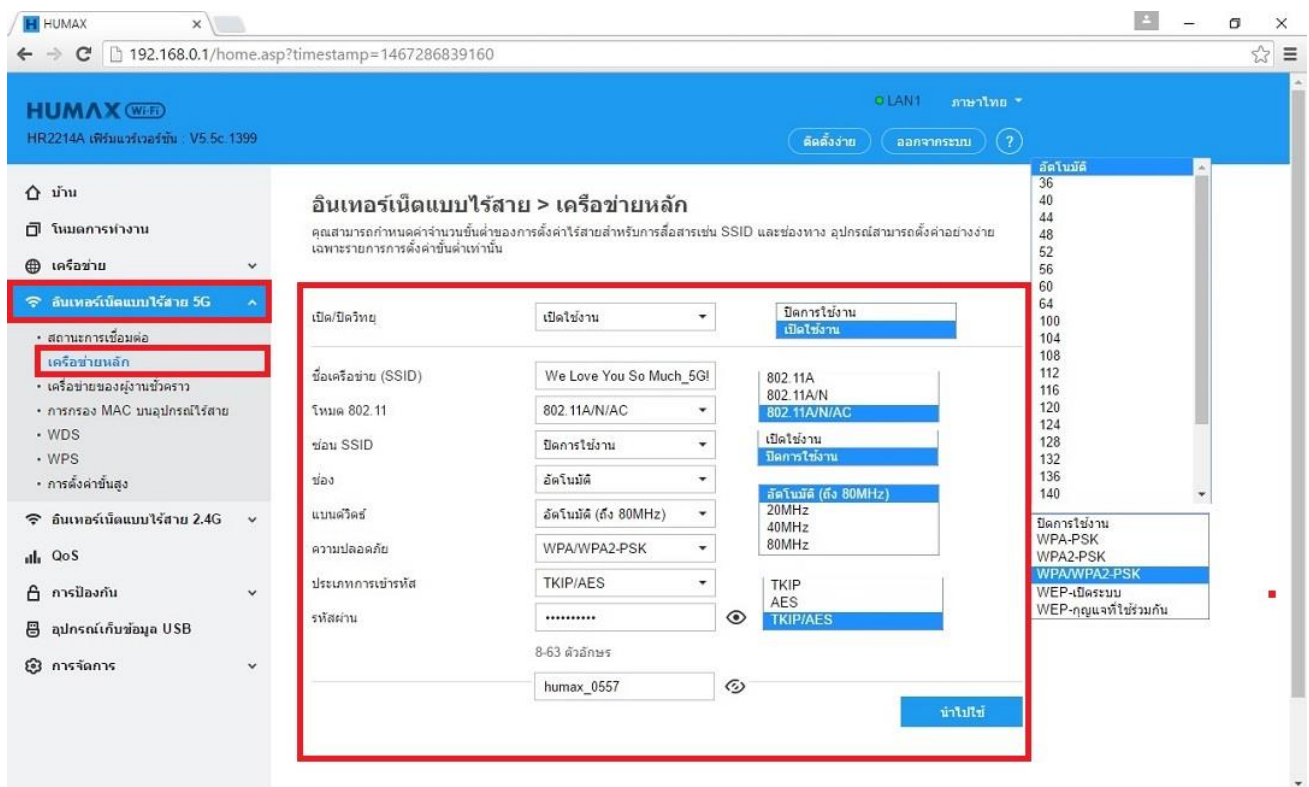 HUMAX
192.168.0.1/home.asp?timestamp=1467286839160
HUMAX Wi-Fi
LAN1 ภาษาไทย
HR2214A เฟิร์มแวร์เวอร์ชัน : V5.5c.1399
ติดตั้งง่าย ออกจากระบบ ?
บ้าน
โหมดการทำงาน
เครือข่าย
อินเทอร์เน็ตแบบไร้สาย 5G
สถานะการเชื่อมต่อ
เครือข่ายหลัก
เครือข่ายของผู้งานชั่วคราว
การกรอง MAC บนอุปกรณ์ไร้สาย
WDS
WPS
การตั้งค่าขั้นสูง
อินเทอร์เน็ตแบบไร้สาย 2.4G
QoS
การป้องกัน
อุปกรณ์เก็บข้อมูล USB
การจัดการ
อินเทอร์เน็ตแบบไร้สาย > เครือข่ายหลัก
คุณสามารถกำหนดค่าจำนวนขั้นต่ำของการตั้งค่าไร้สายสำหรับการสื่อสารเช่น SSID และช่องทาง อุปกรณ์สามารถตั้งค่าอย่างง่าย
เฉพาะรายการการตั้งค่าขั้นต่ำเท่านั้น
เปิด/ปิดวิทยุ เปิดใช้งาน
ปิดการใช้งาน
เปิดใช้งาน
ชื่อเครือข่าย (SSID) We Love You So Much_5G!
โหมด 802.11 802.11A/N/AC
802.11A
802.11A/N
802.11A/N/AC
ซ่อน SSID ปิดการใช้งาน
เปิดใช้งาน
ปิดการใช้งาน
ช่อง อัตโนมัติ
แบนด์วิดธ์ อัตโนมัติ (ถึง 80MHz)
อัตโนมัติ (ถึง 80MHz)
20MHz
40MHz
80MHz
ความปลอดภัย WPA/WPA2-PSK
ประเภทการเข้ารหัส TKIP/AES
TKIP
AES
TKIP/AES
รหัสผ่าน ••••••••••
8-63 ตัวอักษร
humax_0557
นำไปใช้
อัตโนมัติ
36
40
44
48
52
56
60
64
100
104
108
112
116
120
124
128
132
136
140
ปิดการใช้งาน
WPA-PSK
WPA2-PSK
WPA/WPA2-PSK
WEP-เปิดระบบ
WEP-กุญแจที่ใช้ร่วมกัน